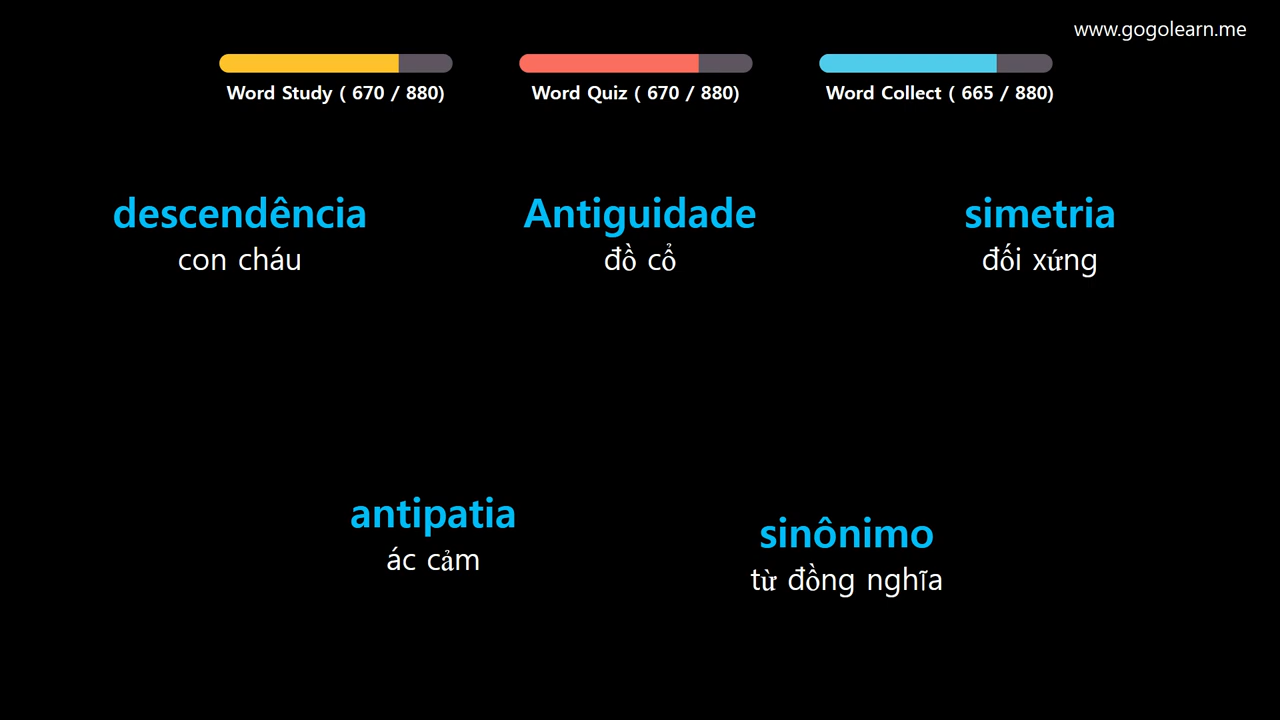 www.gogolearn.me
Word Study ( 670 / 880)
Word Quiz ( 670 / 880)
Word Collect ( 665 / 880)
descendência
con cháu
Antiguidade
đồ cổ
simetria
đối xứng
antipatia
ác cảm
sinônimo
từ đồng nghĩa